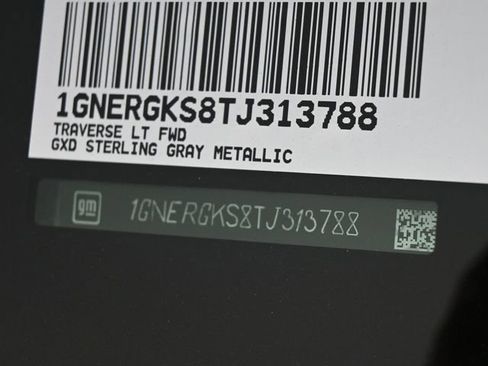 1GNERGKS8TJ313788
TRAVERSE LT FWD
GXD STERLING GRAY METALLIC
gm 1GNERGKS8TJ313788